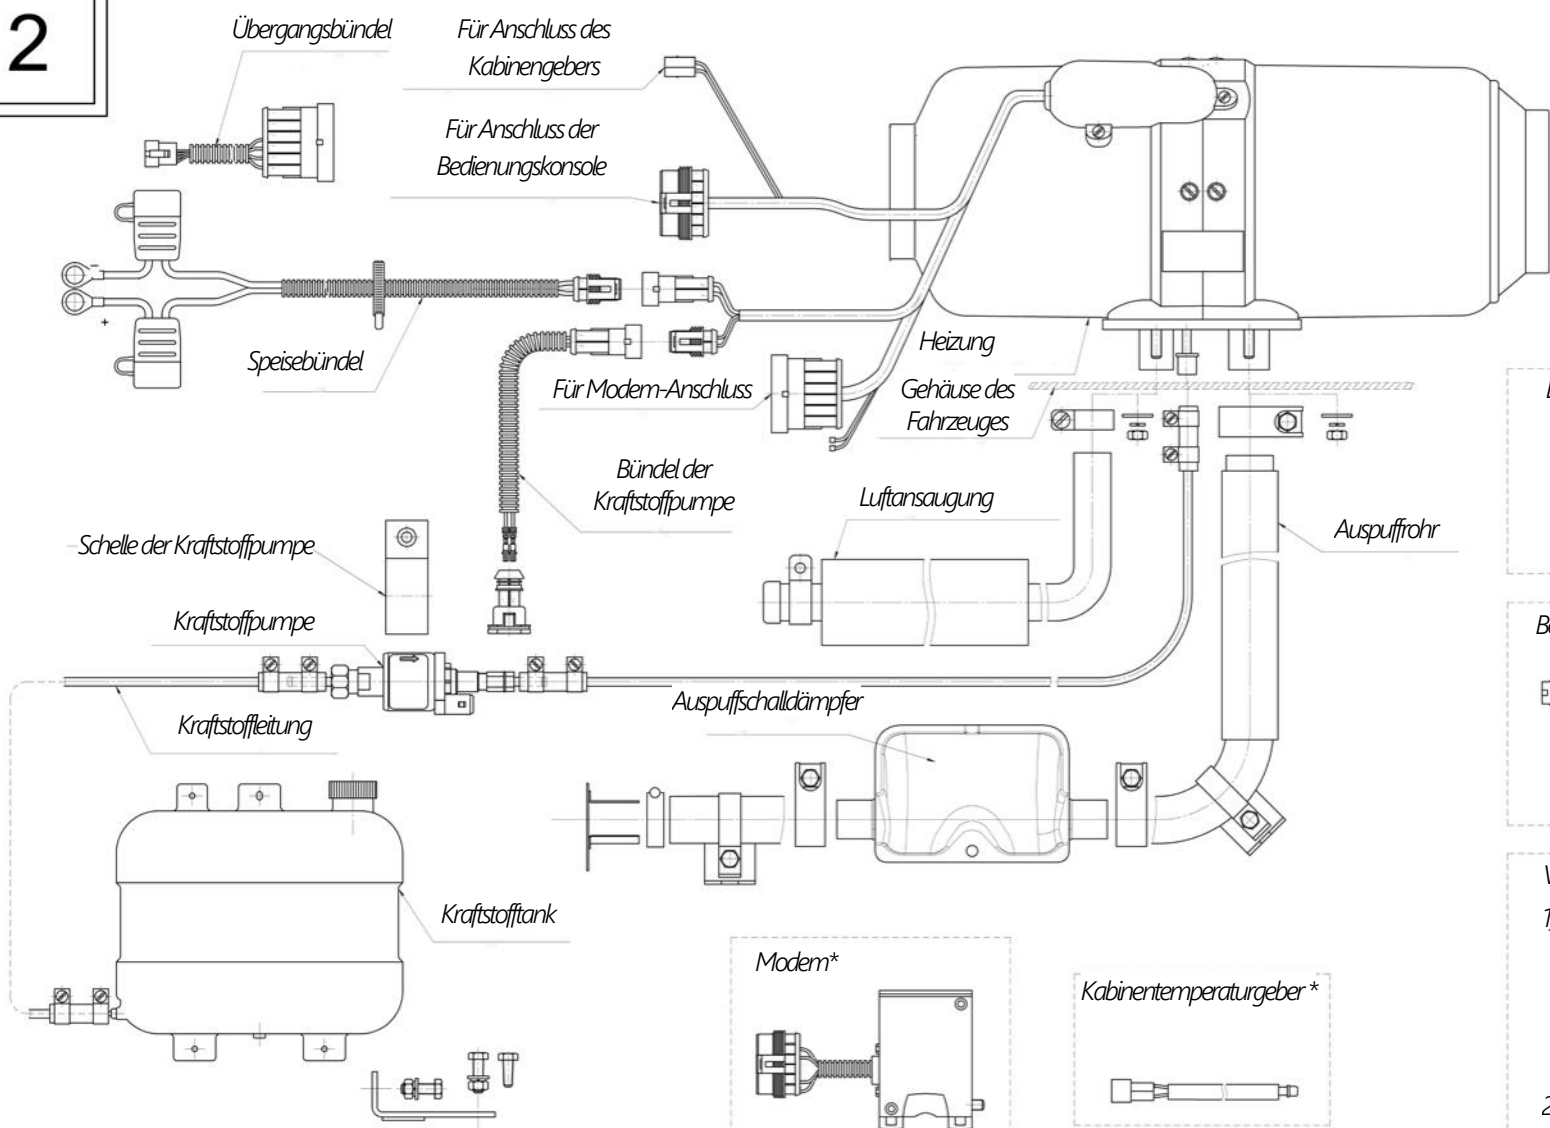 2
Übergangsbündel
Für Anschluss des
Kabinengebers
Für Anschluss der
Bedienungskonsole
−
+
Speisebündel
Heizung
Für Modem-Anschluss
Gehäuse des
Fahrzeuges
Bündel der
Kraftstoffpumpe
Luftansaugung
Auspuffrohr
Schelle der Kraftstoffpumpe
Kraftstoffpumpe
Auspuffschalldämpfer
Kraftstoffleitung
Kraftstofftank
Modem*
Kabinentemperaturgeber *